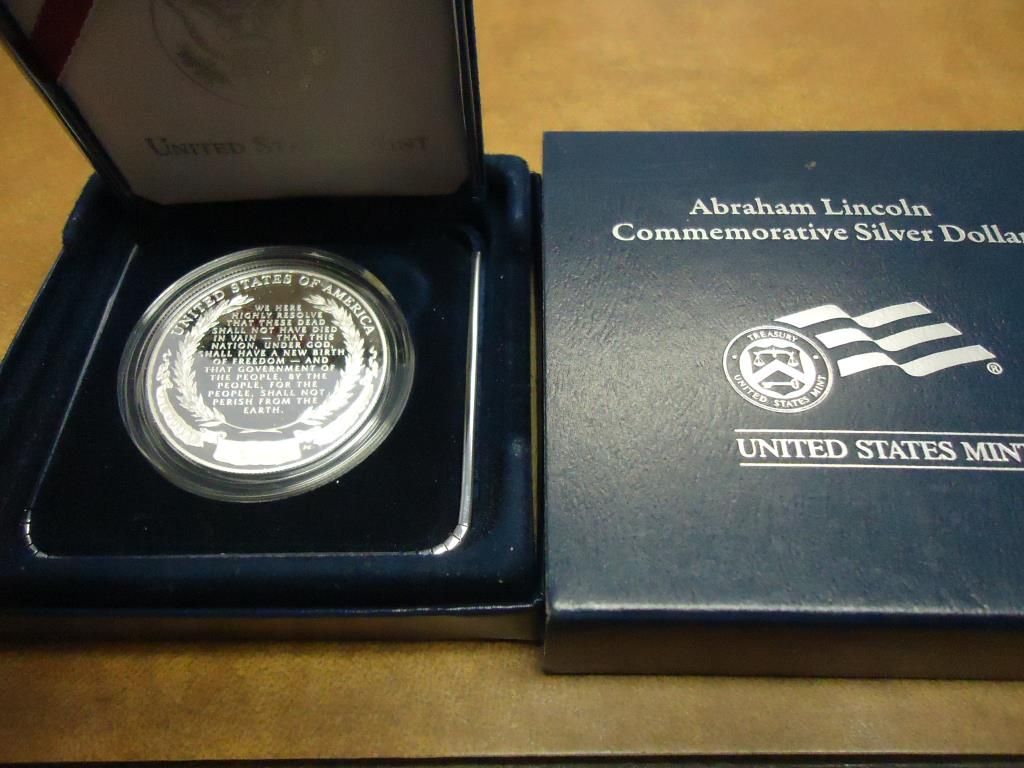 UNITED STATES MINT
UNITED STATES OF AMERICA
WE HERE
HIGHLY RESOLVE
THAT THESE DEAD
SHALL NOT HAVE DIED
IN VAIN — THAT THIS
NATION, UNDER GOD,
SHALL HAVE A NEW BIRTH
OF FREEDOM — AND
THAT GOVERNMENT OF
THE PEOPLE, BY THE
PEOPLE, FOR THE
PEOPLE, SHALL NOT
PERISH FROM THE
EARTH.
Abraham Lincoln
Commemorative Silver Dollar
TREASURY
UNITED STATES MINT
®
UNITED STATES MINT